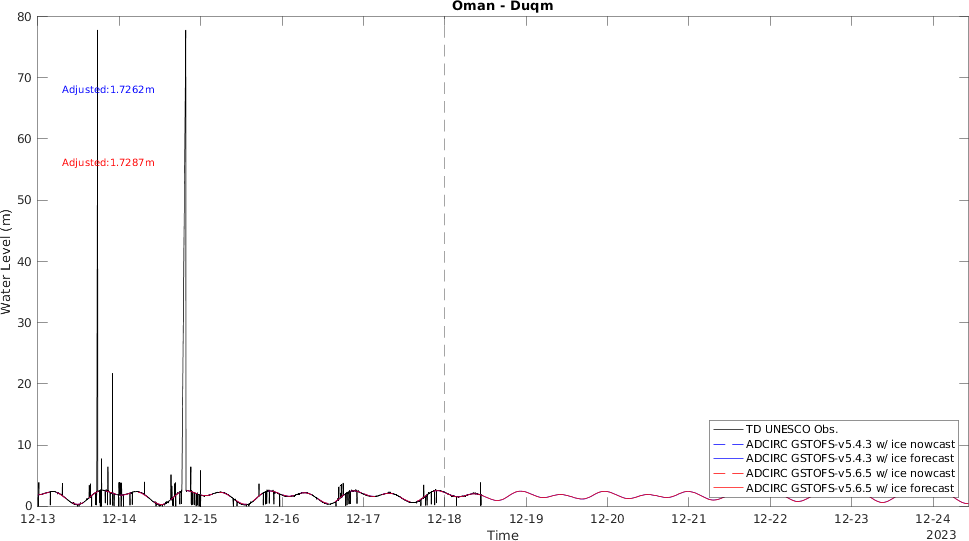 Oman - Duqm
80
70
60
50
40
30
20
10
0
Water Level (m)
Adjusted:1.7262m
Adjusted:1.7287m
TD UNESCO Obs.
ADCIRC GSTOFS-v5.4.3 w/ ice nowcast
ADCIRC GSTOFS-v5.4.3 w/ ice forecast
ADCIRC GSTOFS-v5.6.5 w/ ice nowcast
ADCIRC GSTOFS-v5.6.5 w/ ice forecast
12-13 12-14 12-15 12-16 12-17 12-18 12-19 12-20 12-21 12-22 12-23 12-24
Time
2023